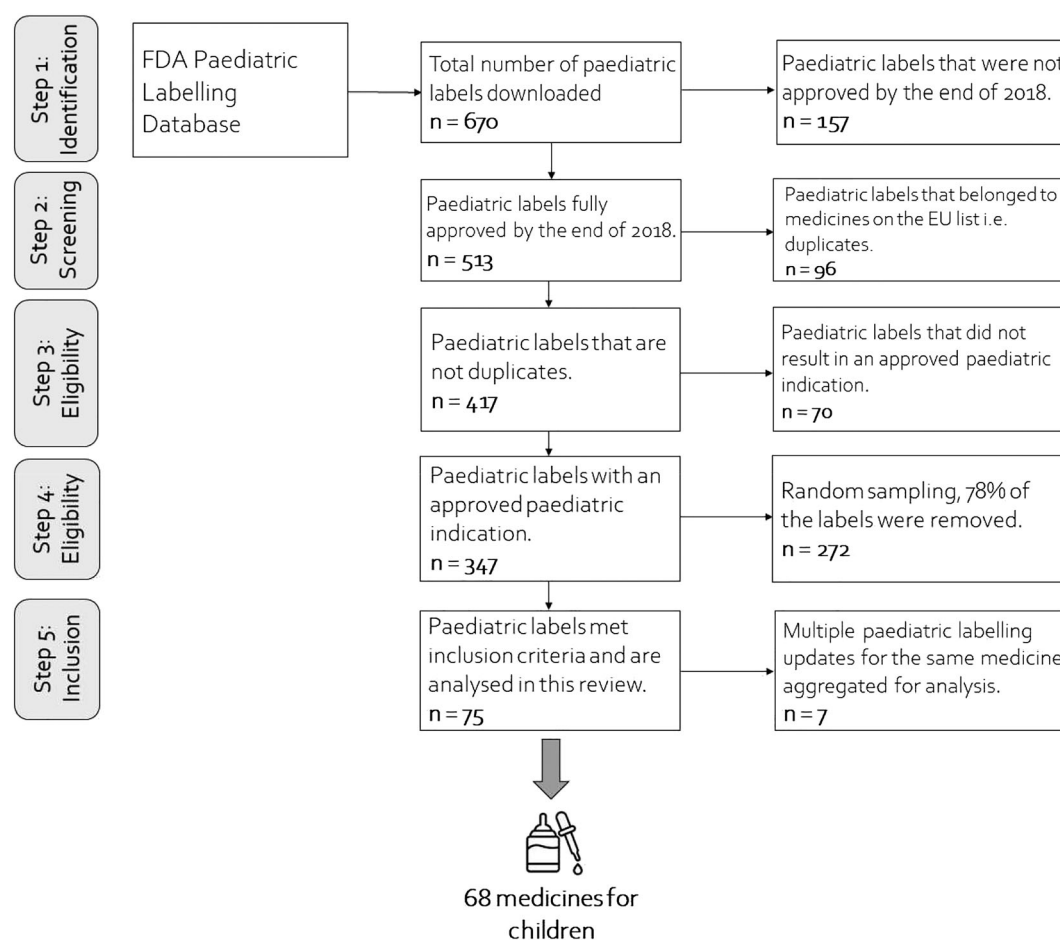 Step 1:
Identification
FDA Paediatric
Labelling
Database
Total number of paediatric
labels downloaded
n = 670
Paediatric labels that were not
approved by the end of 2018.
n = 157
Step 2:
Screening
Paediatric labels fully
approved by the end of 2018.
n = 513
Paediatric labels that belonged to
medicines on the EU list i.e.
duplicates.
n = 96
Step 3:
Eligibility
Paediatric labels that are
not duplicates.
n = 417
Paediatric labels that did not
result in an approved paediatric
indication.
n = 70
Step 4:
Eligibility
Paediatric labels with an
approved paediatric
indication.
n = 347
Random sampling, 78% of
the labels were removed.
n = 272
Step 5:
Inclusion
Paediatric labels met
inclusion criteria and are
analysed in this review.
n = 75
Multiple paediatric labelling
updates for the same medicine
aggregated for analysis.
n = 7
68 medicines for
children